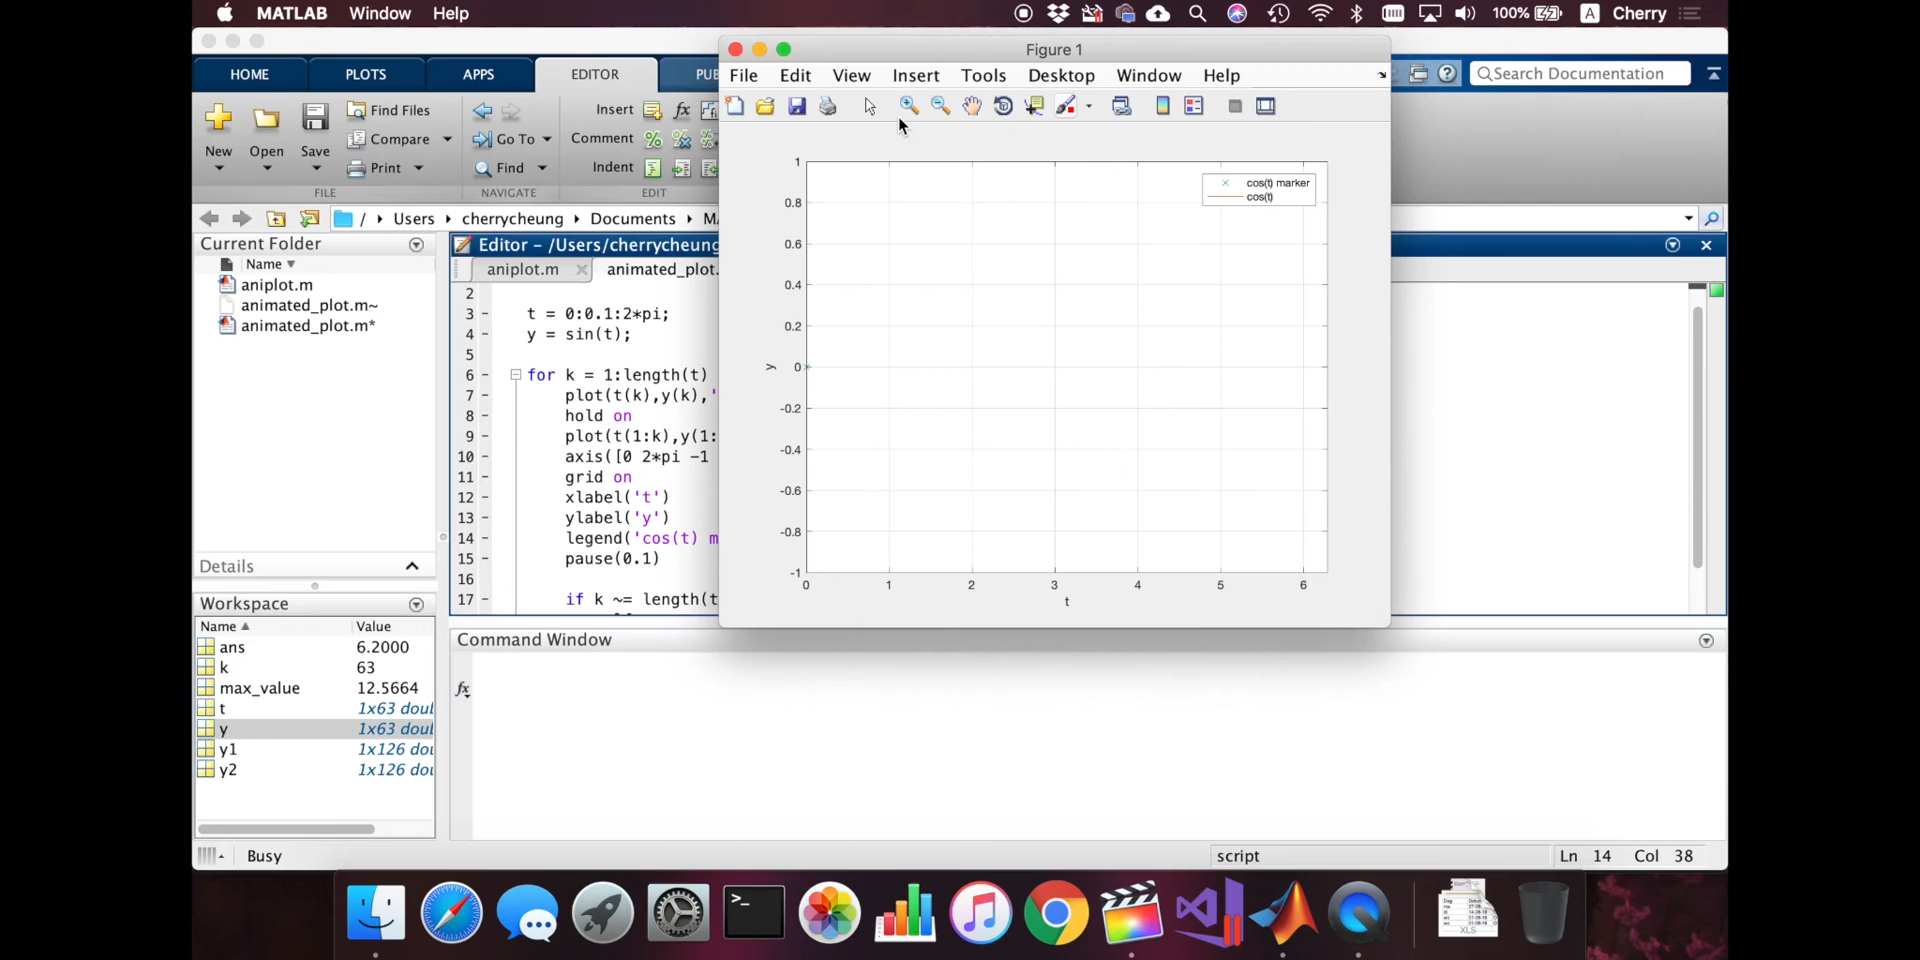 MATLAB Window Help
100% A Cherry
Figure 1
HOME PLOTS APPS EDITOR PUB
File Edit View Insert Tools Desktop Window Help
Search Documentation
New Open Save
Find Files
Compare
Print
Go To
Find
Insert fx
Comment
Indent
FILE NAVIGATE EDIT
/ Users cherrycheung Documents
Current Folder
Name
aniplot.m
animated_plot.m~
animated_plot.m*
Details
Workspace
Name Value
ans 6.2000
k 63
max_value 12.5664
t 1x63 doul
y 1x63 doul
y1 1x126 dou
y2 1x126 dou
Busy
Editor - /Users/cherrycheung
aniplot.m animated_plot.
2
3 - t = 0:0.1:2*pi;
4 - y = sin(t);
5
6 - for k = 1:length(t)
7 - plot(t(k),y(k),'
8 - hold on
9 - plot(t(1:k),y(1:
10 - axis([0 2*pi -1
11 - grid on
12 - xlabel('t')
13 - ylabel('y')
14 - legend('cos(t) m
15 - pause(0.1)
16
17 - if k ~= length(t
cos(t) marker
cos(t)
1
0.8
0.6
0.4
0.2
0
-0.2
-0.4
-0.6
-0.8
-1
y
0 1 2 3 4 5 6
t
Command Window
fx
script Ln 14 Col 38
XLS